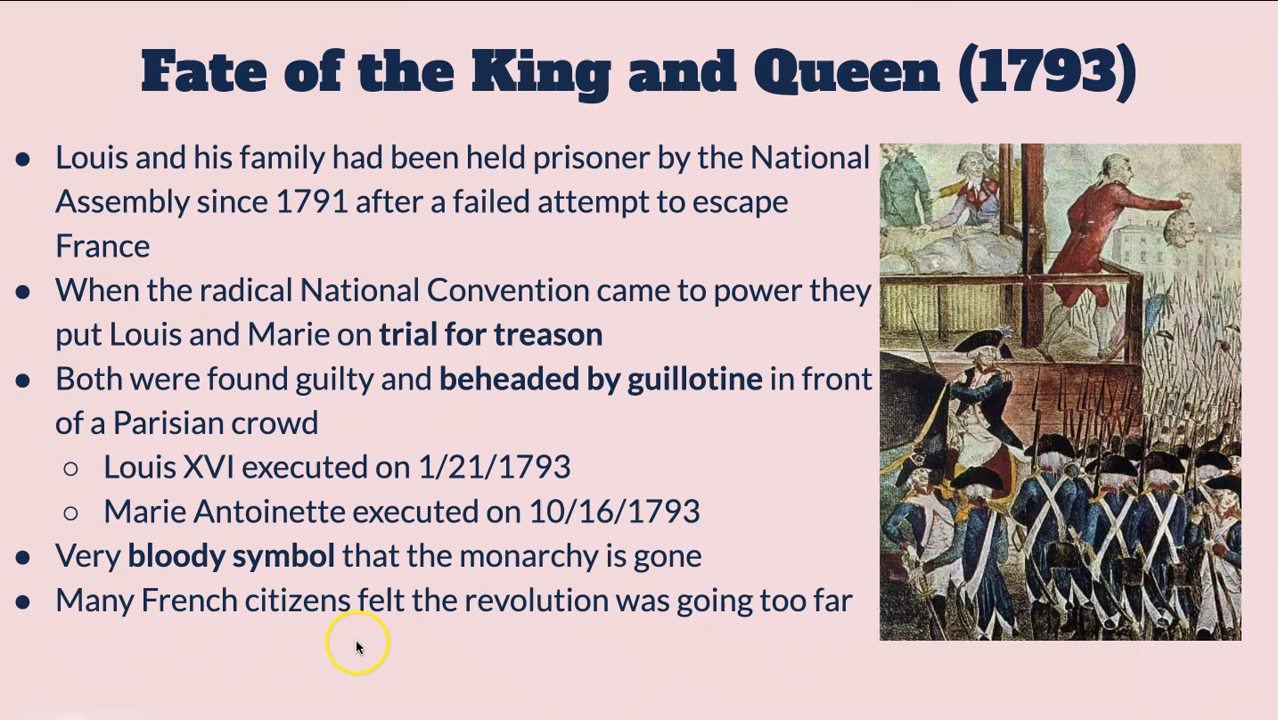 Fate of the King and Queen (1793)
● Louis and his family had been held prisoner by the National
Assembly since 1791 after a failed attempt to escape
France
● When the radical National Convention came to power they
put Louis and Marie on trial for treason
● Both were found guilty and beheaded by guillotine in front
of a Parisian crowd
○ Louis XVI executed on 1/21/1793
○ Marie Antoinette executed on 10/16/1793
● Very bloody symbol that the monarchy is gone
● Many French citizens felt the revolution was going too far